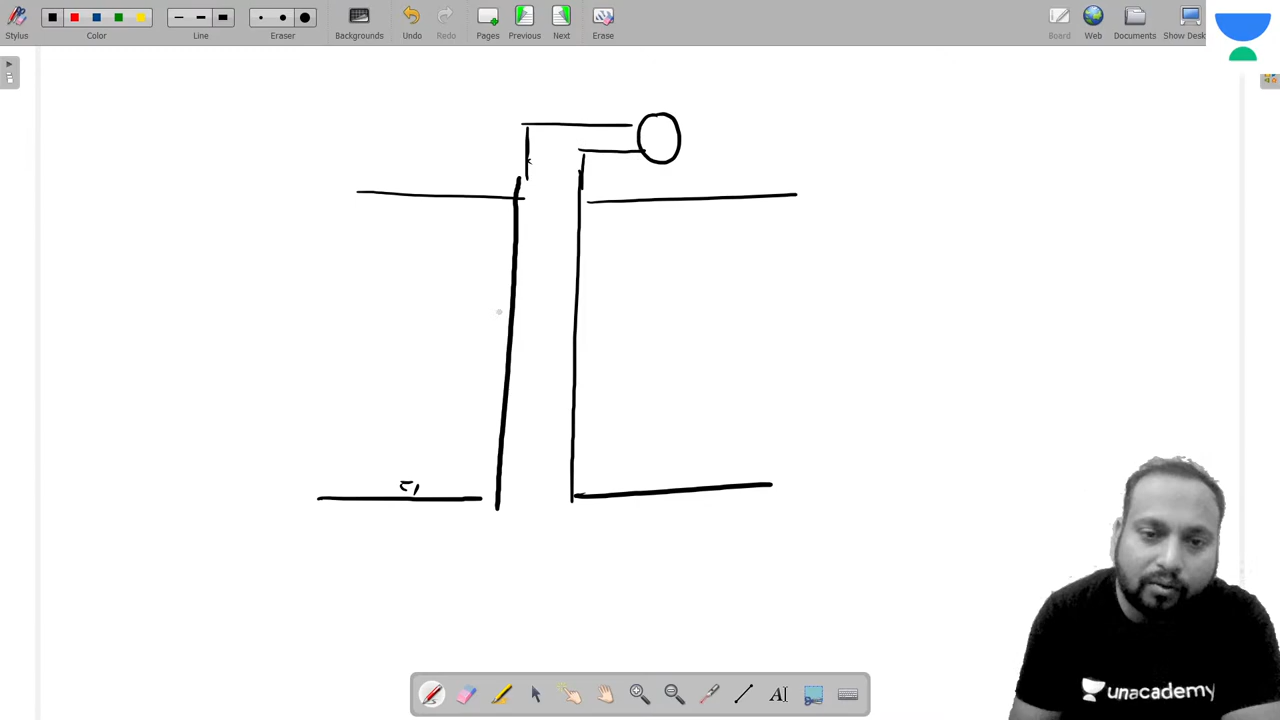 Stylus
Color
Line
Eraser
Backgrounds
Undo
Redo
Pages
Previous
Next
Erase
Board
Web
Documents
Show Desk
unacademy